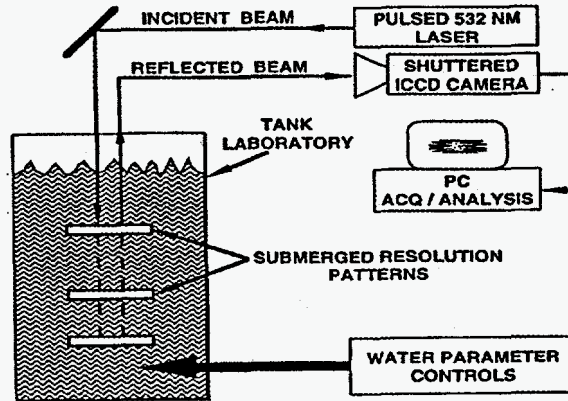 INCIDENT BEAM
PULSED 532 NM
LASER
REFLECTED BEAM
SHUTTERED
ICCD CAMERA
TANK
LABORATORY
PC
ACQ / ANALYSIS
SUBMERGED RESOLUTION
PATTERNS
WATER PARAMETER
CONTROLS